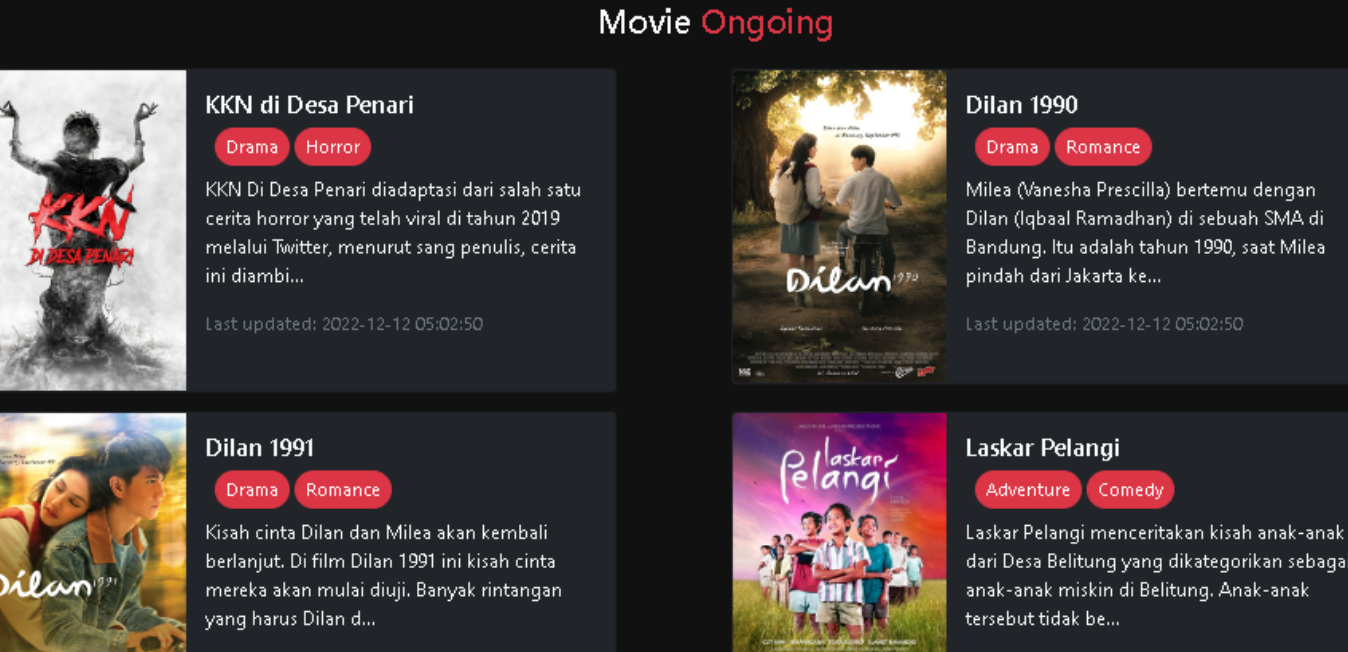 Movie Ongoing
KKN
DI DESA PENARI
KKN di Desa Penari
Drama Horror
KKN Di Desa Penari diadaptasi dari salah satu
cerita horror yang telah viral di tahun 2019
melalui Twitter, menurut sang penulis, cerita
ini diambi...
Last updated: 2022-12-12 05:02:50
Dilan 1990
Dilan 1990
Drama Romance
Milea (Vanesha Prescilla) bertemu dengan
Dilan (Iqbaal Ramadhan) di sebuah SMA di
Bandung. Itu adalah tahun 1990, saat Milea
pindah dari Jakarta ke...
Last updated: 2022-12-12 05:02:50
Dilan 1991
Dilan 1991
Drama Romance
Kisah cinta Dilan dan Milea akan kembali
berlanjut. Di film Dilan 1991 ini kisah cinta
mereka akan mulai diuji. Banyak rintangan
yang harus Dilan d...
laskar
Pelangi
Laskar Pelangi
Adventure Comedy
Laskar Pelangi menceritakan kisah anak-anak
dari Desa Belitung yang dikategorikan sebaga
anak-anak miskin di Belitung. Anak-anak
tersebut tidak be...